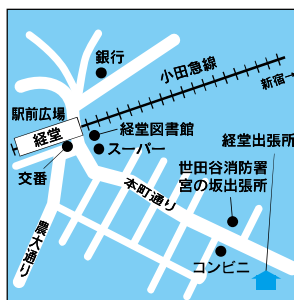 銀行
小田急線
新宿→
駅前広場
経堂
経堂図書館
スーパー
経堂出張所
交番
世田谷消防署
宮の坂出張所
本町通り
農大通り
コンビニ